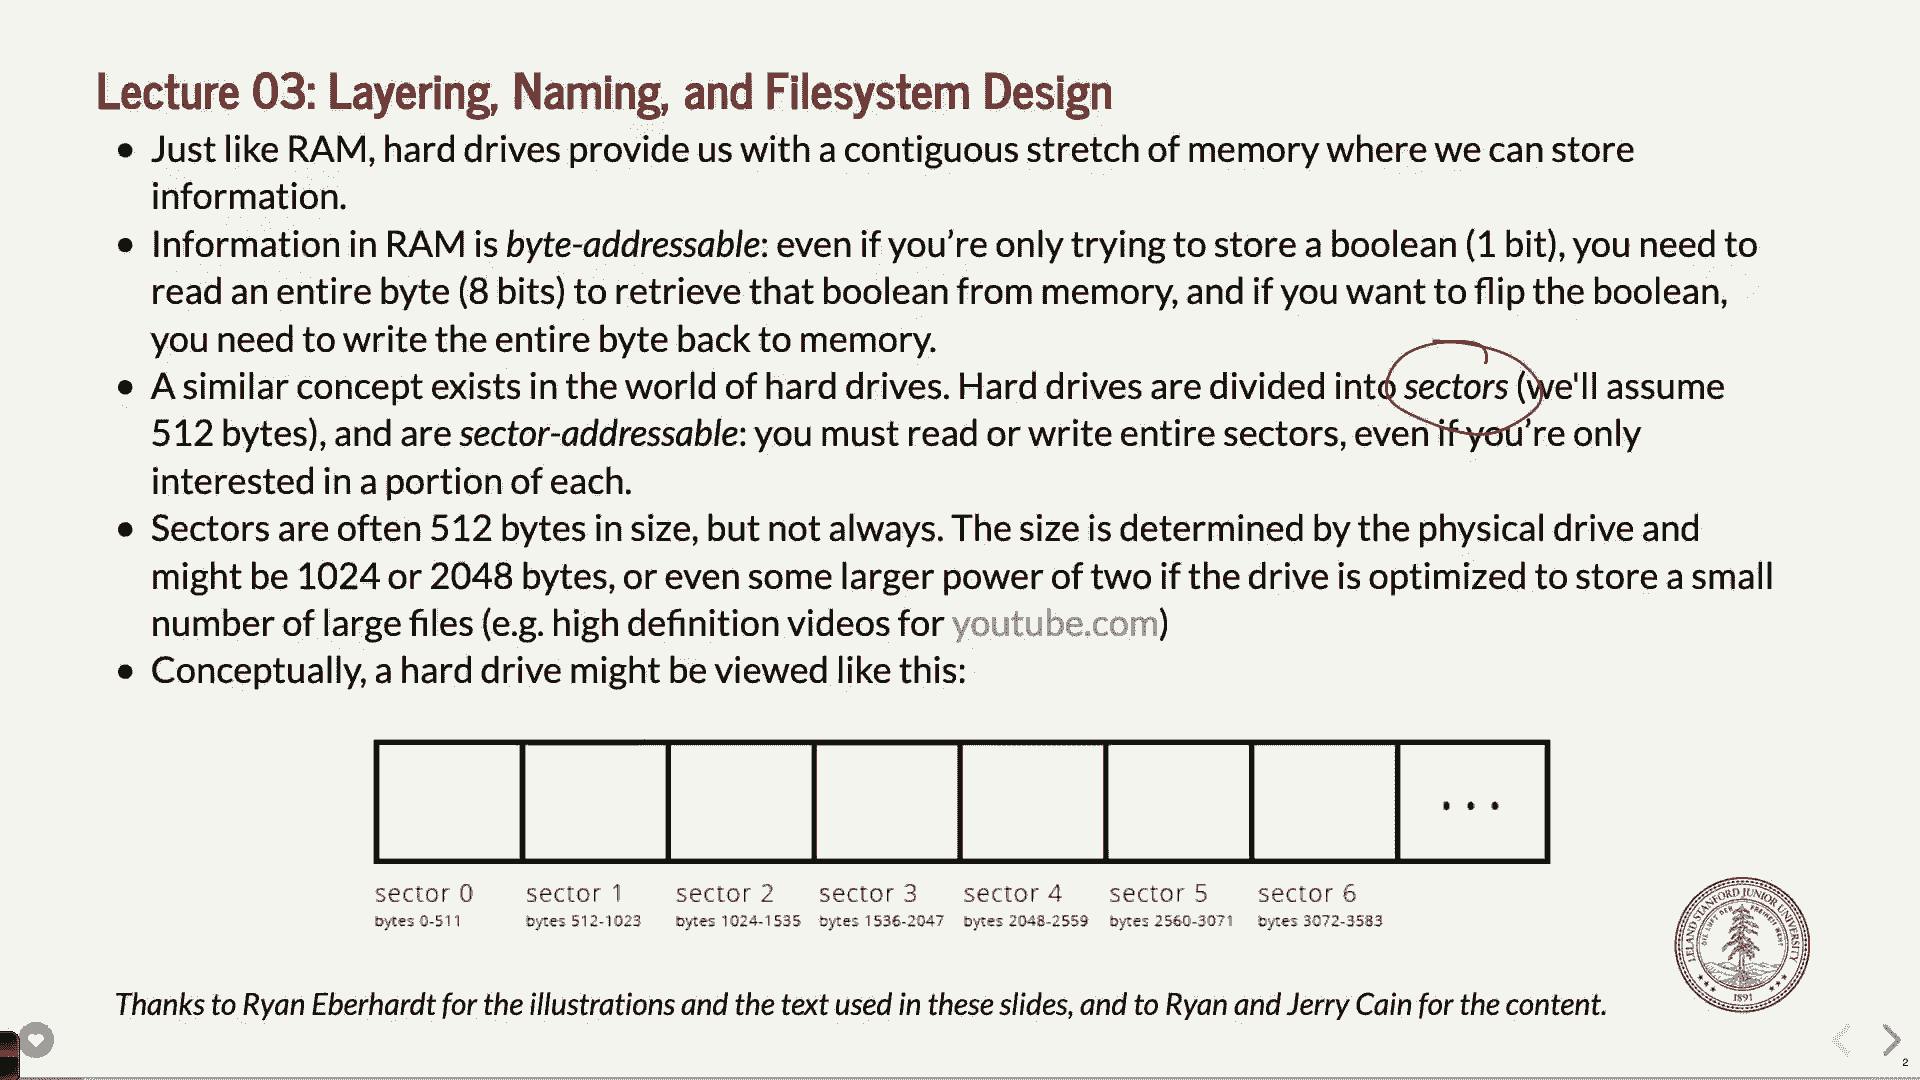 Lecture 03: Layering, Naming, and Filesystem Design
• Just like RAM, hard drives provide us with a contiguous stretch of memory where we can store
information.
• Information in RAM is byte-addressable: even if you’re only trying to store a boolean (1 bit), you need to
read an entire byte (8 bits) to retrieve that boolean from memory, and if you want to flip the boolean,
you need to write the entire byte back to memory.
• A similar concept exists in the world of hard drives. Hard drives are divided into sectors (we'll assume
512 bytes), and are sector-addressable: you must read or write entire sectors, even if you’re only
interested in a portion of each.
• Sectors are often 512 bytes in size, but not always. The size is determined by the physical drive and
might be 1024 or 2048 bytes, or even some larger power of two if the drive is optimized to store a small
number of large files (e.g. high definition videos for youtube.com)
• Conceptually, a hard drive might be viewed like this:
...
sector 0 sector 1 sector 2 sector 3 sector 4 sector 5 sector 6
bytes 0-511 bytes 512-1023 bytes 1024-1535 bytes 1536-2047 bytes 2048-2559 bytes 2560-3071 bytes 3072-3583
LELAND STANFORD JUNIOR UNIVERSITY
DIE LUFT DER FREIHEIT WEHT
1891
Thanks to Ryan Eberhardt for the illustrations and the text used in these slides, and to Ryan and Jerry Cain for the content.
2